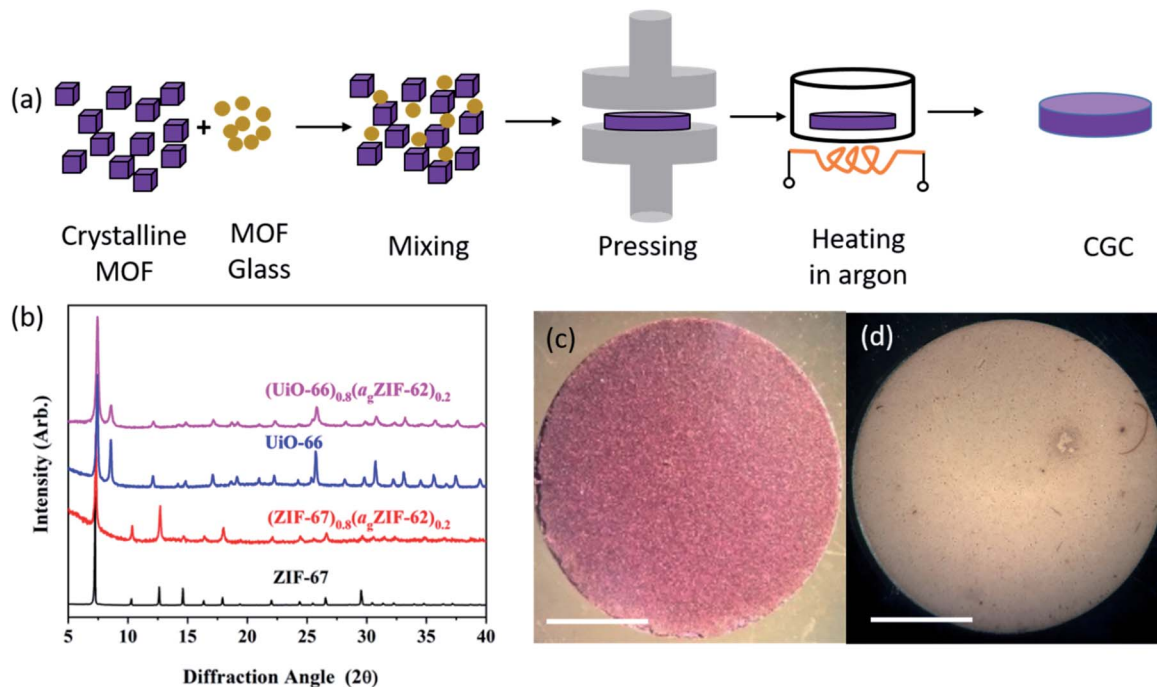 (a)
+
Crystalline
MOF
MOF
Glass
Mixing
Pressing
Heating
in argon
CGC
(b)
(UiO-66)0.8(agZIF-62)0.2
UiO-66
(ZIF-67)0.8(agZIF-62)0.2
ZIF-67
Intensity (Arb.)
5 10 15 20 25 30 35 40
Diffraction Angle (2θ)
(c)
(d)